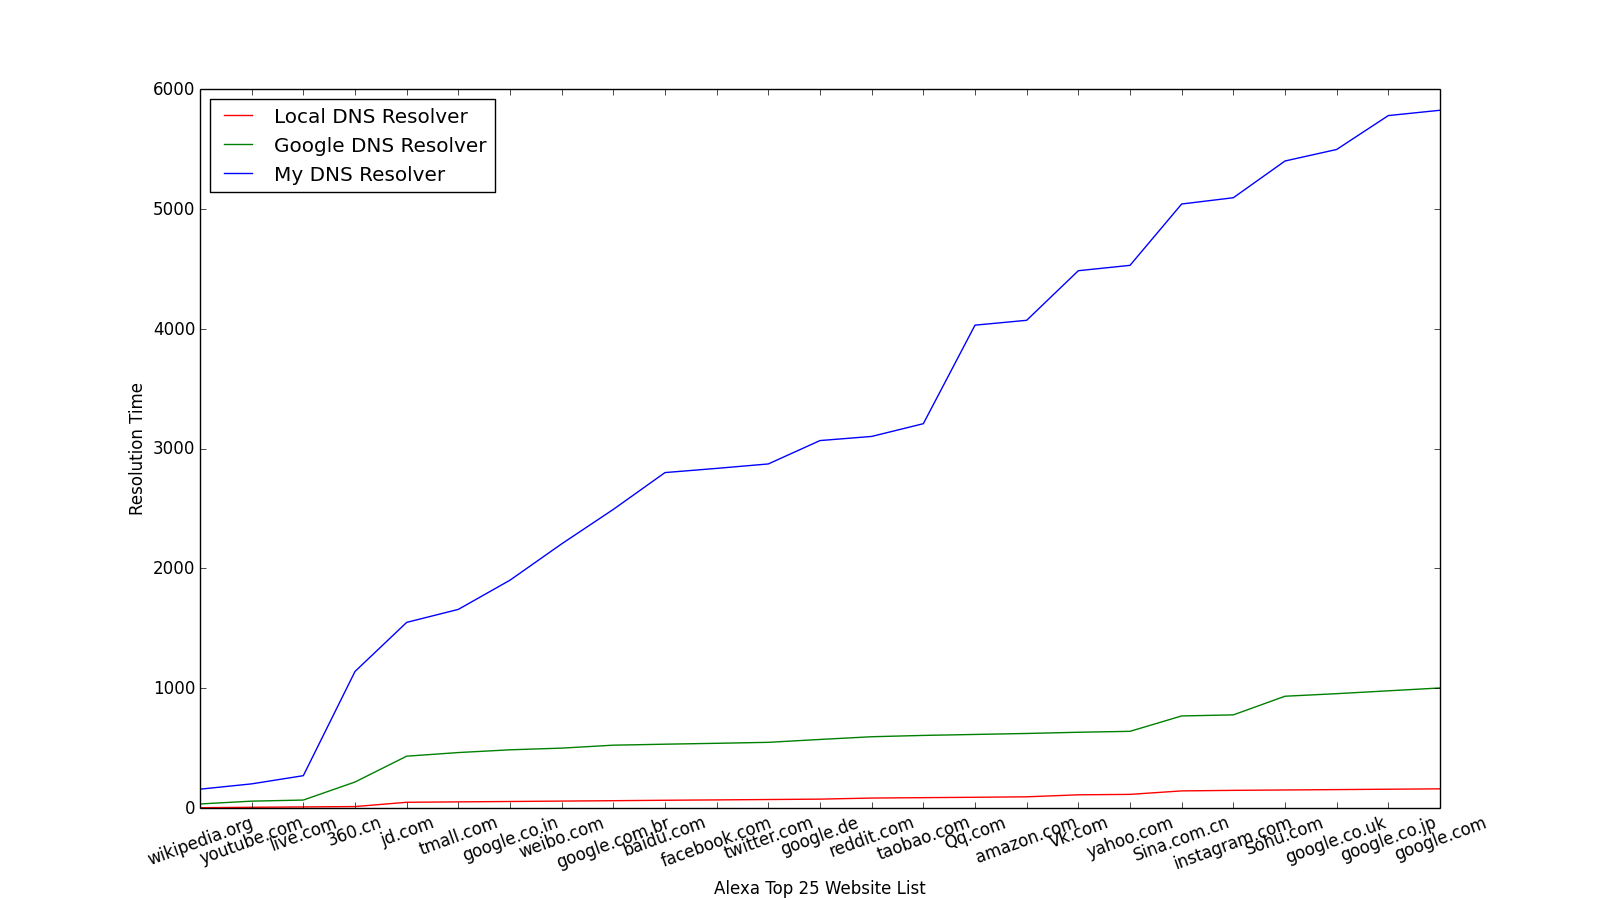 6000
5000
4000
3000
2000
1000
0
Local DNS Resolver
Google DNS Resolver
My DNS Resolver
Resolution Time
wikipedia.org
youtube.com
live.com
360.cn
jd.com
tmall.com
google.co.in
weibo.com
google.com.br
baidu.com
facebook.com
twitter.com
google.de
reddit.com
taobao.com
Qq.com
amazon.com
Vk.com
yahoo.com
Sina.com.cn
instagram.com
Sohu.com
google.co.uk
google.co.jp
google.com
Alexa Top 25 Website List